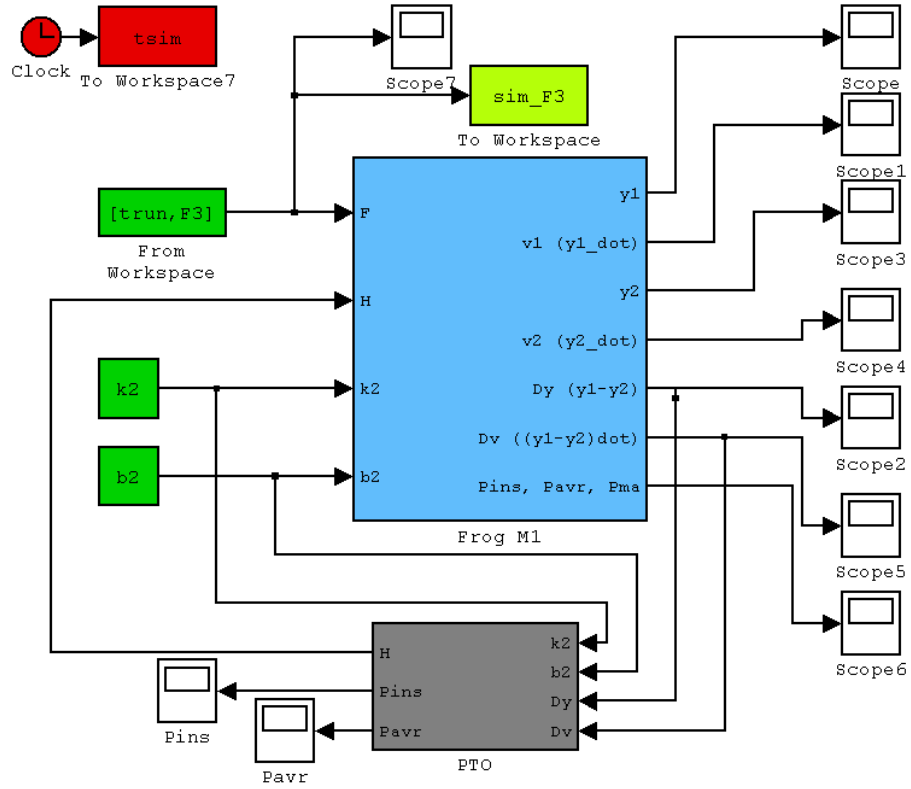 tsim
Clock
To Workspace7
Scope7
sim_F3
To Workspace
Scope
Scope1
Scope3
Scope4
Scope2
Scope5
Scope6
[trun,F3]
From
Workspace
k2
b2
F
H
k2
b2
y1
v1 (y1_dot)
y2
v2 (y2_dot)
Dy (y1-y2)
Dv ((y1-y2)dot)
Pins, Pavr, Pma
Frog M1
H
Pins
Pavr
k2
b2
Dy
Dv
PTO
Pins
Pavr